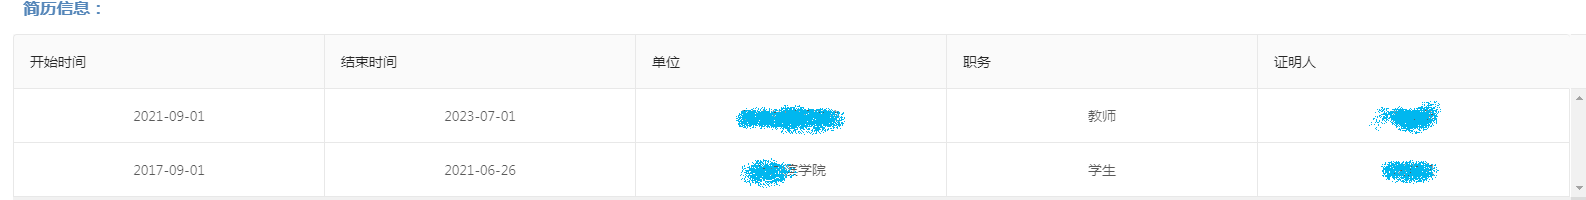 简历信息：
开始时间 结束时间 单位 职务 证明人
2021-09-01 2023-07-01 教师
2017-09-01 2021-06-26 学院 学生